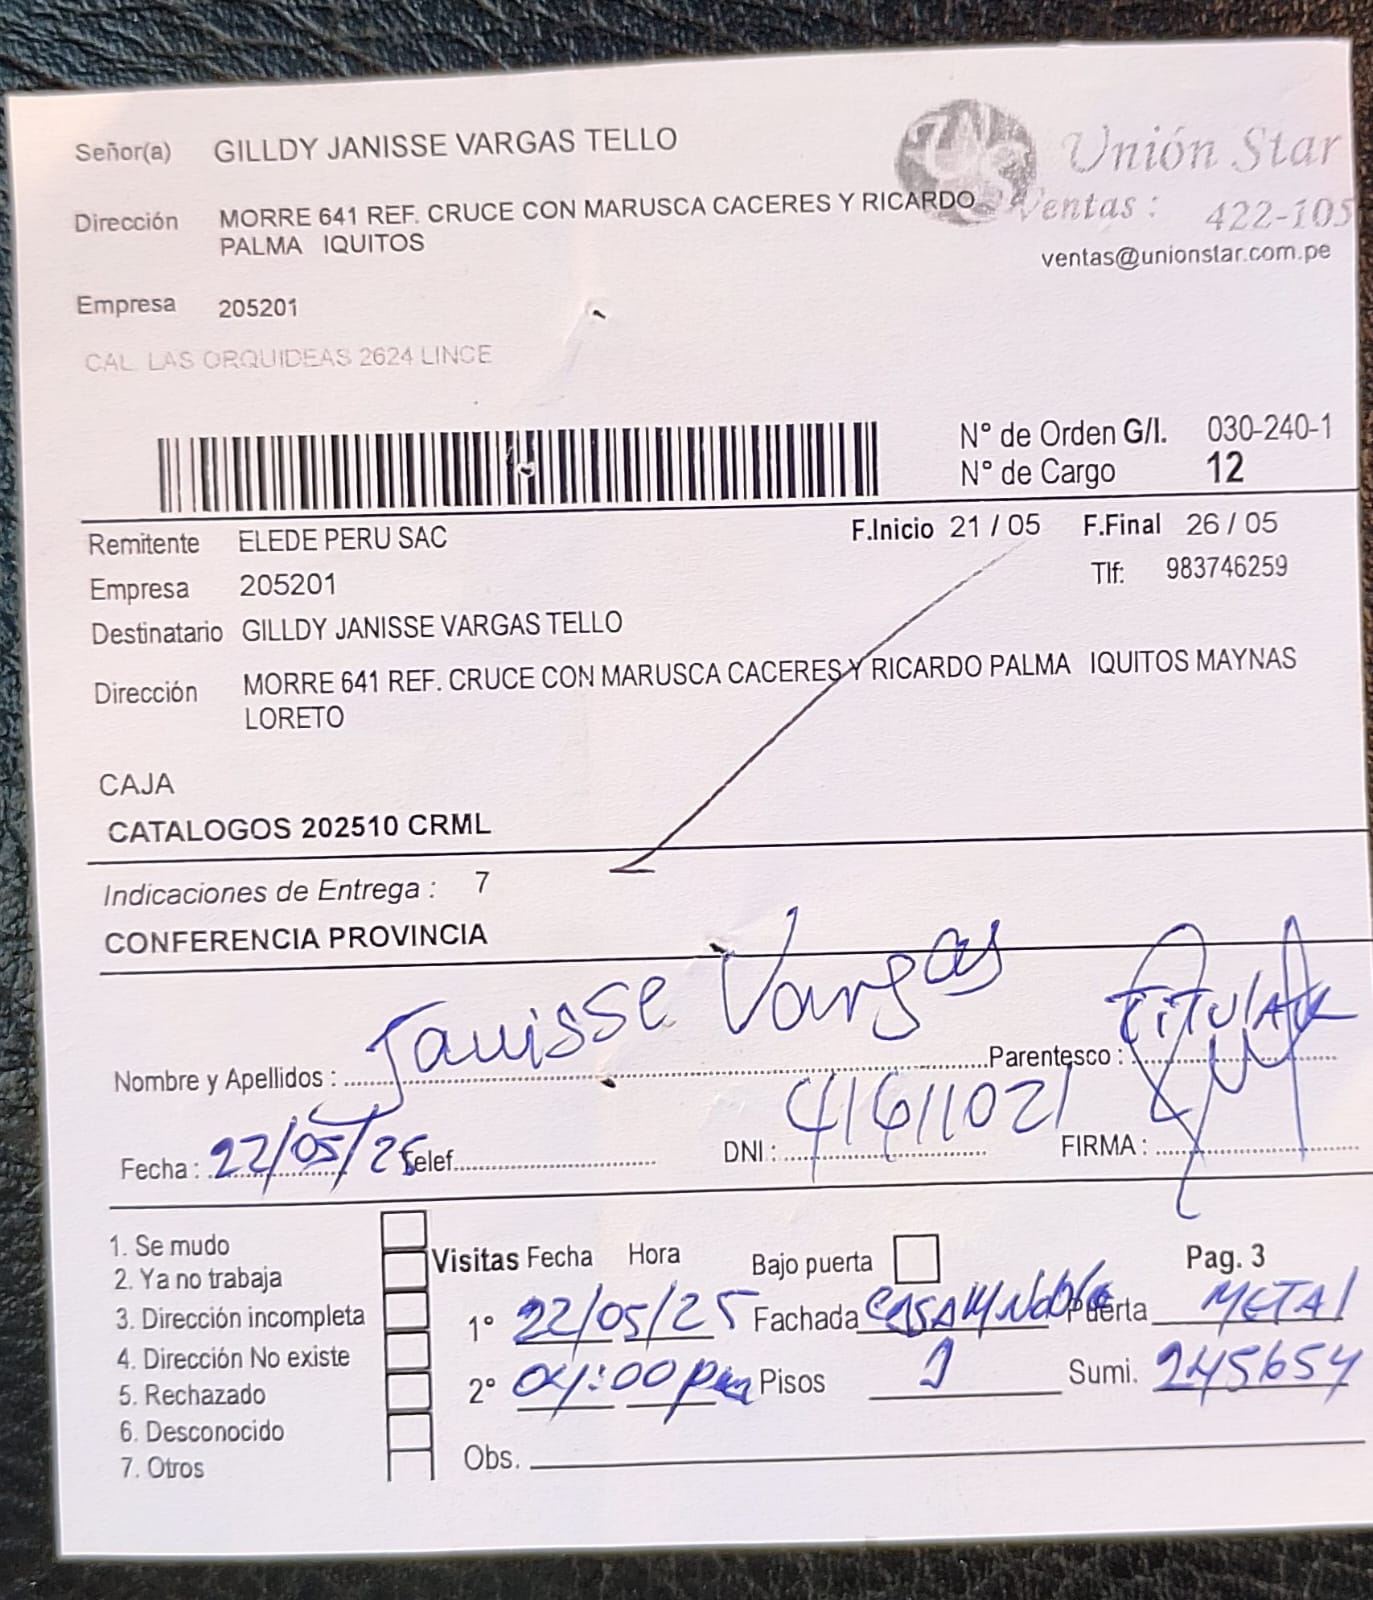 Señor(a) GILLDY JANISSE VARGAS TELLO
Unión Star
Dirección MORRE 641 REF. CRUCE CON MARUSCA CACERES Y RICARDO
PALMA IQUITOS
Ventas : 422-105
ventas@unionstar.com.pe
Empresa 205201
CAL LAS ORQUIDEAS 2624 LINCE
N° de Orden G/I. 030-240-1
N° de Cargo 12
Remitente ELEDE PERU SAC F.Inicio 21 / 05 F.Final 26 / 05
Empresa 205201 Tlf: 983746259
Destinatario GILLDY JANISSE VARGAS TELLO
Dirección MORRE 641 REF. CRUCE CON MARUSCA CACERES Y RICARDO PALMA IQUITOS MAYNAS
LORETO
CAJA
CATALOGOS 202510 CRML
Indicaciones de Entrega : 7
CONFERENCIA PROVINCIA
Nombre y Apellidos : Janisse Vargas Parentesco : TITULAR
Fecha : 22/05/25 Telef. DNI : 41611021 FIRMA :
1. Se mudo
2. Ya no trabaja
3. Dirección incompleta
4. Dirección No existe
5. Rechazado
6. Desconocido
7. Otros
Visitas Fecha Hora Bajo puerta Pag. 3
1° 22/05/25 Fachada CASA Puerta METAL
2° 04:00 pm Pisos 1 Sumi. 245654
Obs.